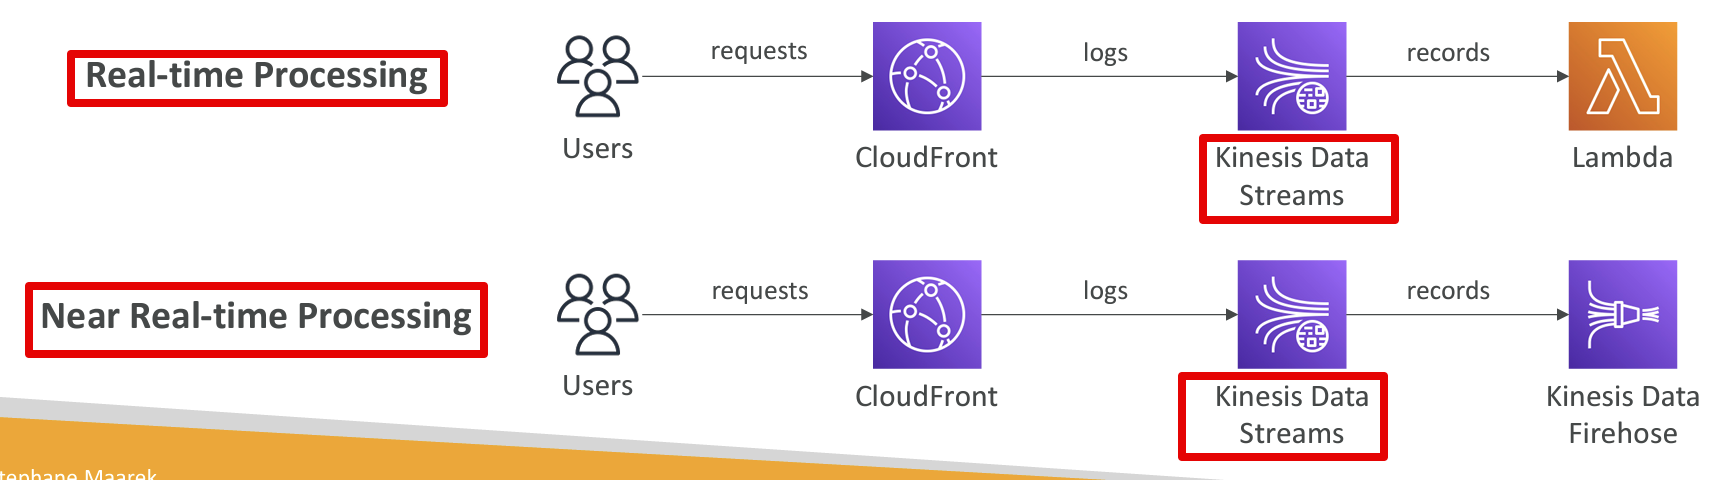 Real-time Processing
requests
logs
records
Users
CloudFront
Kinesis Data
Streams
Lambda
Near Real-time Processing
requests
logs
records
Users
CloudFront
Kinesis Data
Streams
Kinesis Data
Firehose
tephane Maarek